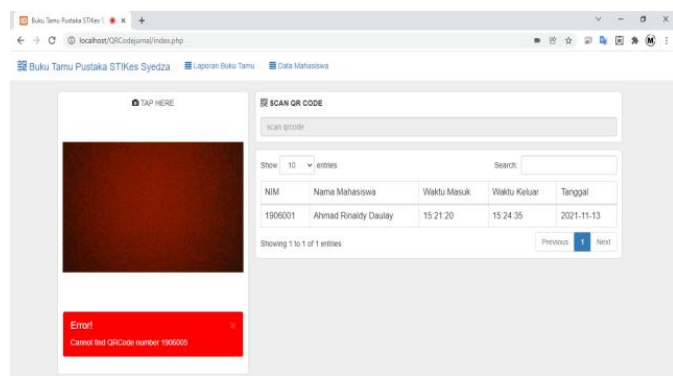 Buku Tamu Pustaka STIKes S
localhost/QRCodejurnal/index.php
Buku Tamu Pustaka STIKes Syedza Laporan Buku Tamu Data Mahasiswa
TAP HERE
SCAN QR CODE
scan qrcode
Show 10 entries Search:
NIM Nama Mahasiswa Waktu Masuk Waktu Keluar Tanggal
1906001 Ahmad Rinaldy Daulay 15:21:20 15:24:35 2021-11-13
Showing 1 to 1 of 1 entries Previous 1 Next
Error! ×
Cannot find QRCode number 1906005